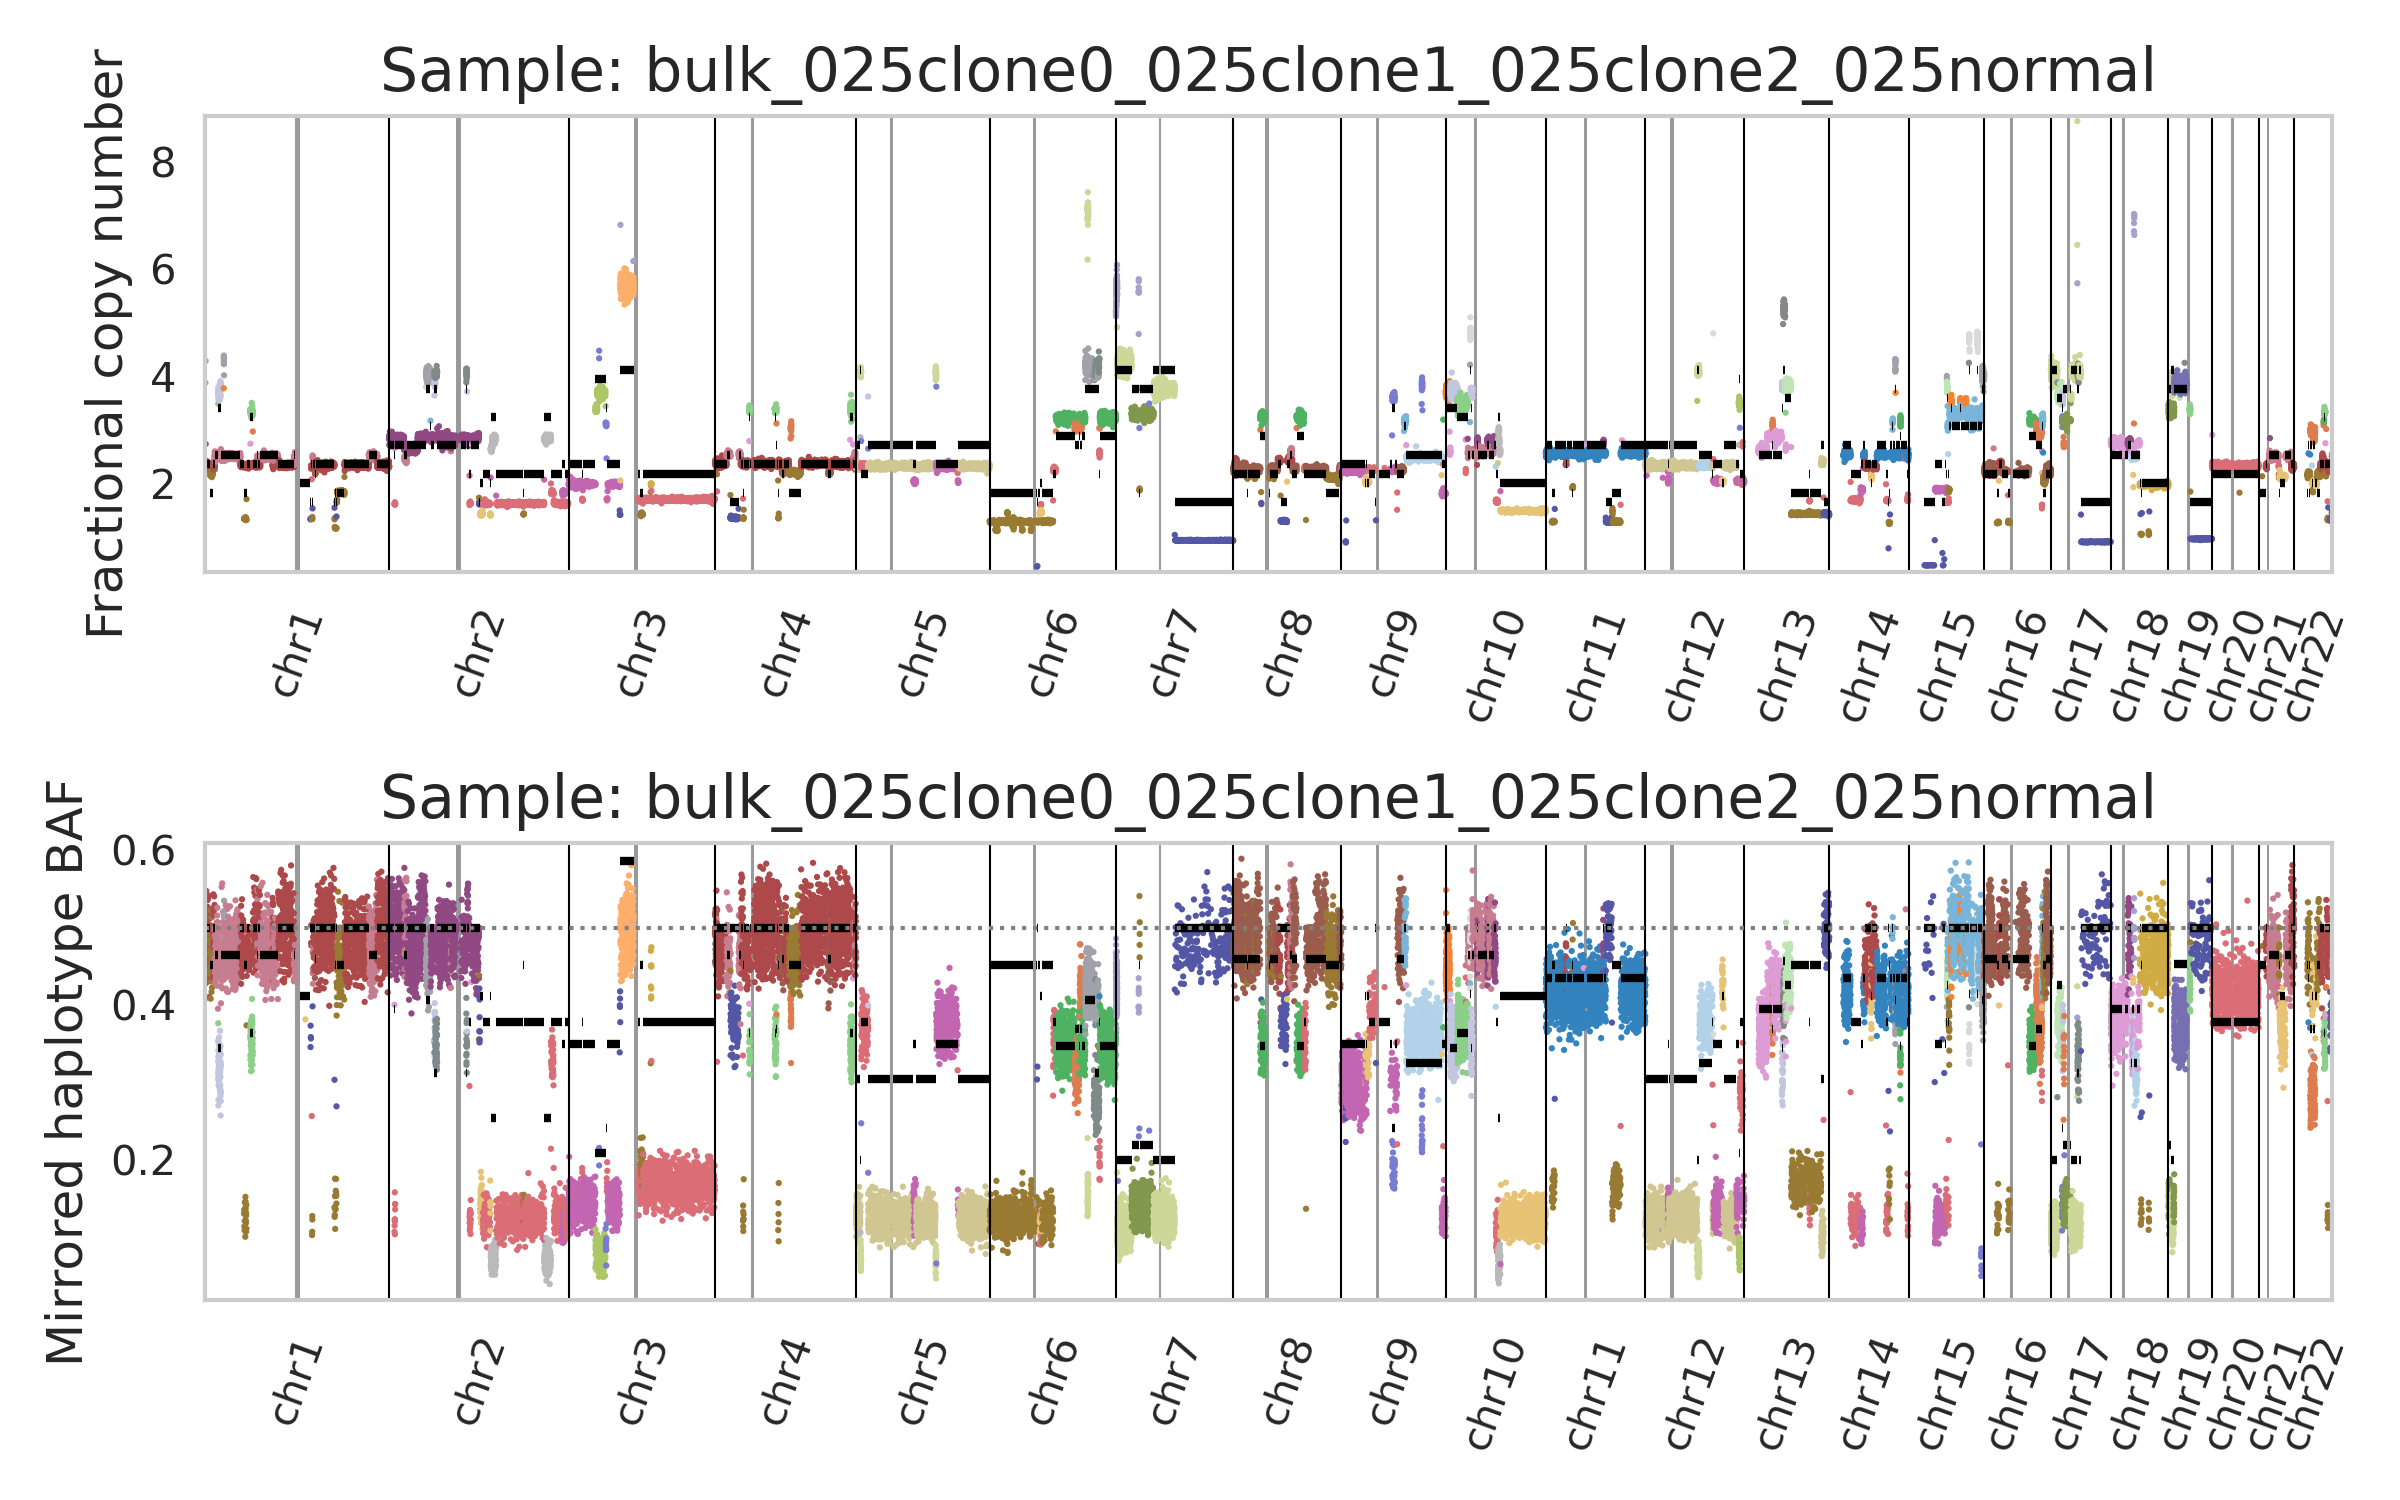 Sample: bulk_025clone0_025clone1_025clone2_025normal
Fractional copy number
8
6
4
2
chr1 chr2 chr3 chr4 chr5 chr6 chr7 chr8 chr9 chr10 chr11 chr12 chr13 chr14 chr15 chr16 chr17 chr18 chr19 chr20 chr21 chr22
Sample: bulk_025clone0_025clone1_025clone2_025normal
Mirrored haplotype BAF
0.6
0.4
0.2
chr1 chr2 chr3 chr4 chr5 chr6 chr7 chr8 chr9 chr10 chr11 chr12 chr13 chr14 chr15 chr16 chr17 chr18 chr19 chr20 chr21 chr22